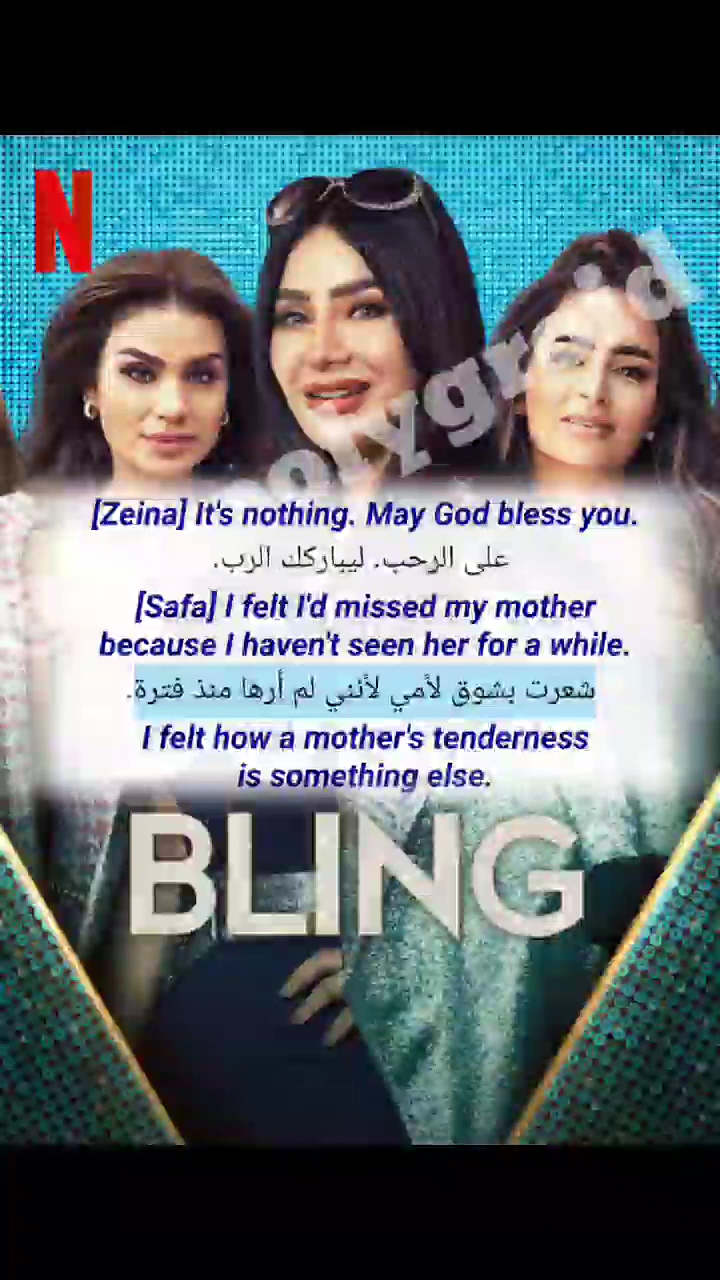 N
[Zeina] It's nothing. May God bless you.
على الرحب. ليباركك الرب.
[Safa] I felt I'd missed my mother
because I haven't seen her for a while.
شعرت بشوق لأمي لأنني لم أرها منذ فترة.
I felt how a mother's tenderness
is something else.
BLING